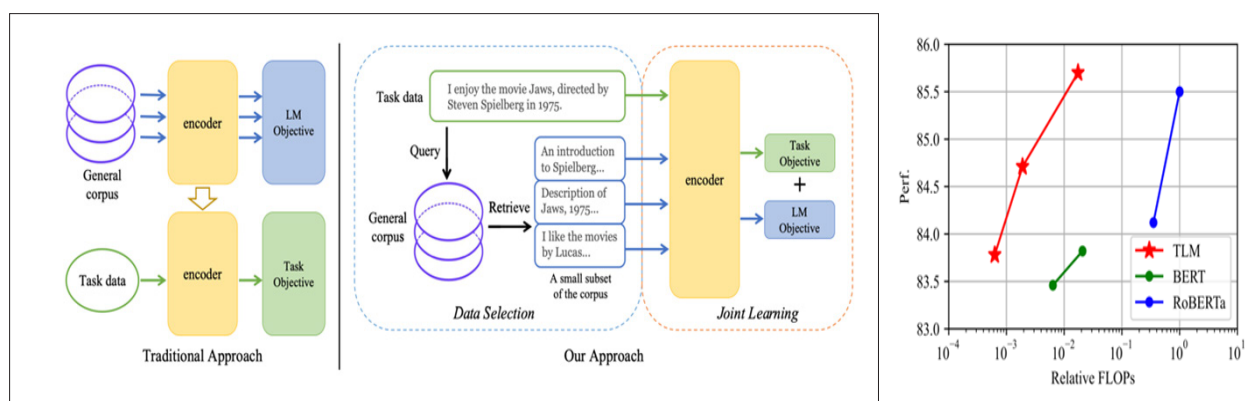 General
corpus
encoder
LM
Objective
Task data
encoder
Task
Objective
Traditional Approach
Task data
I enjoy the movie Jaws, directed by
Steven Spielberg in 1975.
Query
General
corpus
Retrieve
An introduction
to Spielberg...
Description of
Jaws, 1975...
I like the movies
by Lucas...
A small subset
of the corpus
Data Selection
encoder
Task
Objective
+
LM
Objective
Joint Learning
Our Approach
Perf.
86.0
85.5
85.0
84.5
84.0
83.5
83.0
TLM
BERT
RoBERTa
10⁻⁴ 10⁻³ 10⁻² 10⁻¹ 10⁰ 10¹
Relative FLOPs